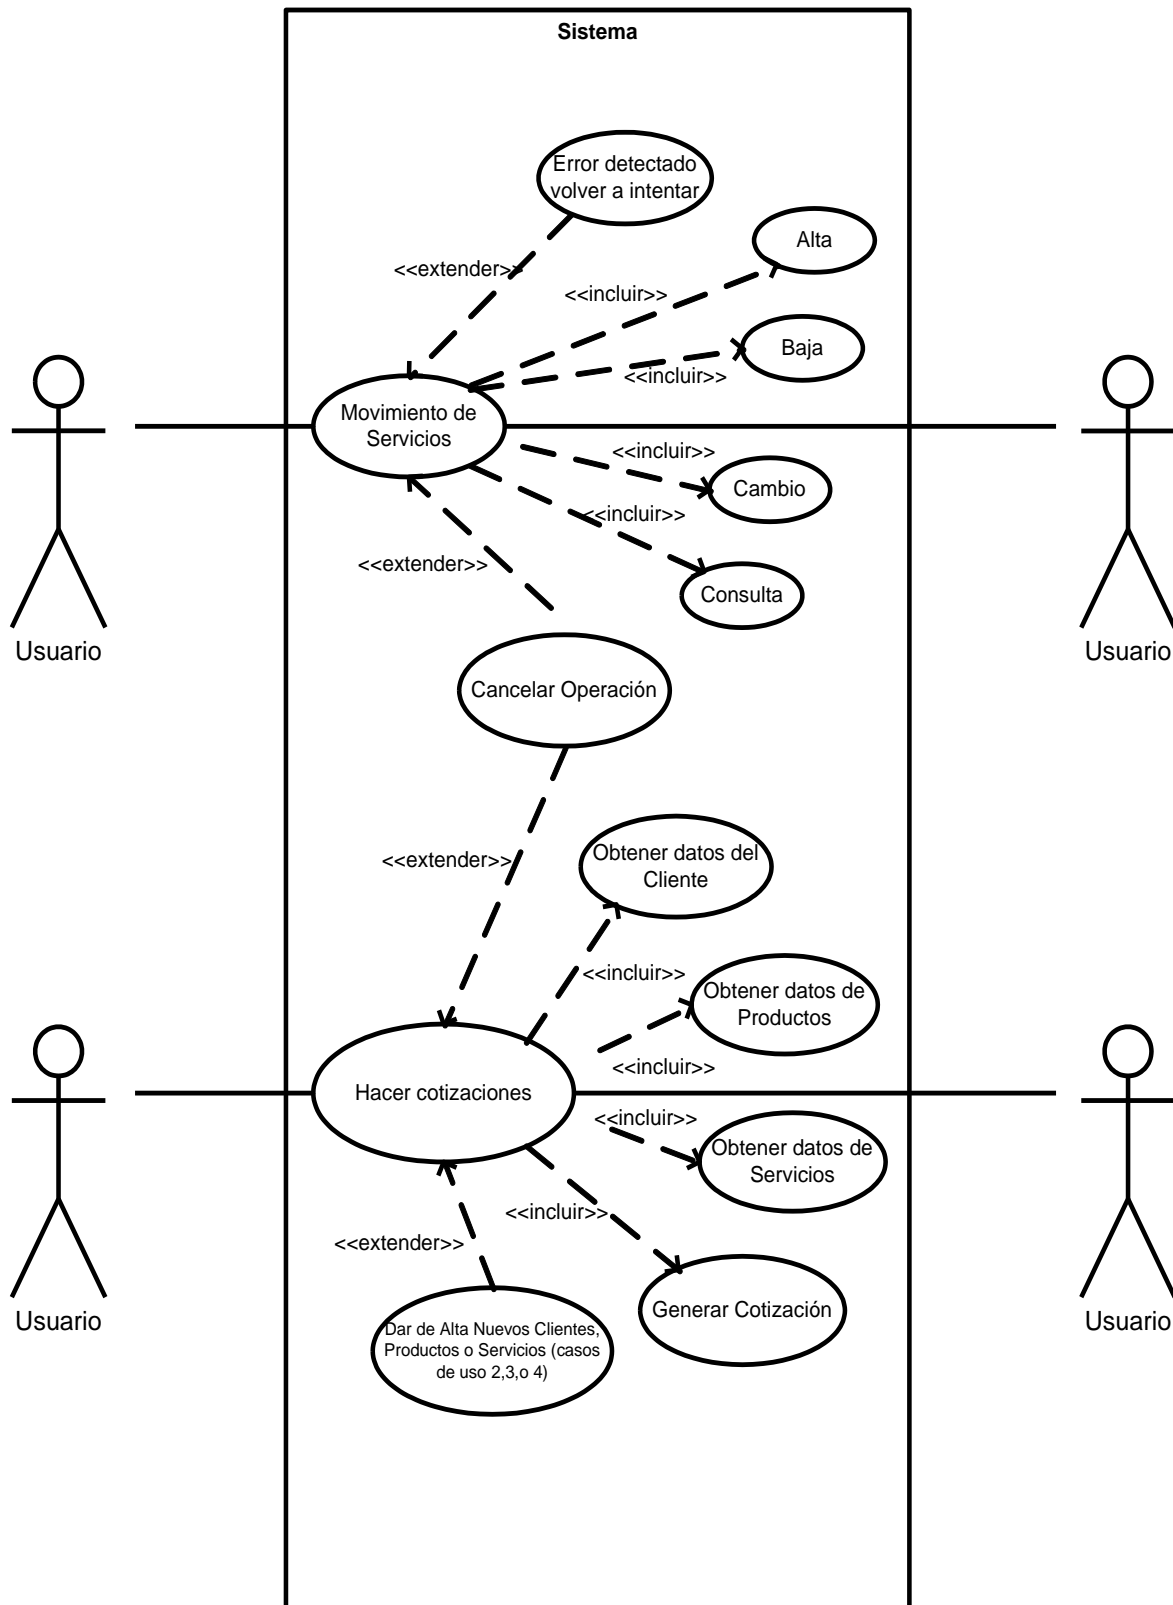 Sistema
Error detectado
volver a intentar
Alta
<<extender>>
<<incluir>>
Baja
<<incluir>>
Movimiento de
Servicios
<<incluir>>
Cambio
<<incluir>>
<<extender>>
Consulta
Usuario
Usuario
Cancelar Operación
<<extender>>
Obtener datos del
Cliente
<<incluir>>
Obtener datos de
Productos
<<incluir>>
Hacer cotizaciones
<<incluir>>
Obtener datos de
Servicios
<<incluir>>
<<extender>>
Generar Cotización
Usuario
Usuario
Dar de Alta Nuevos Clientes,
Productos o Servicios (casos
de uso 2,3,o 4)